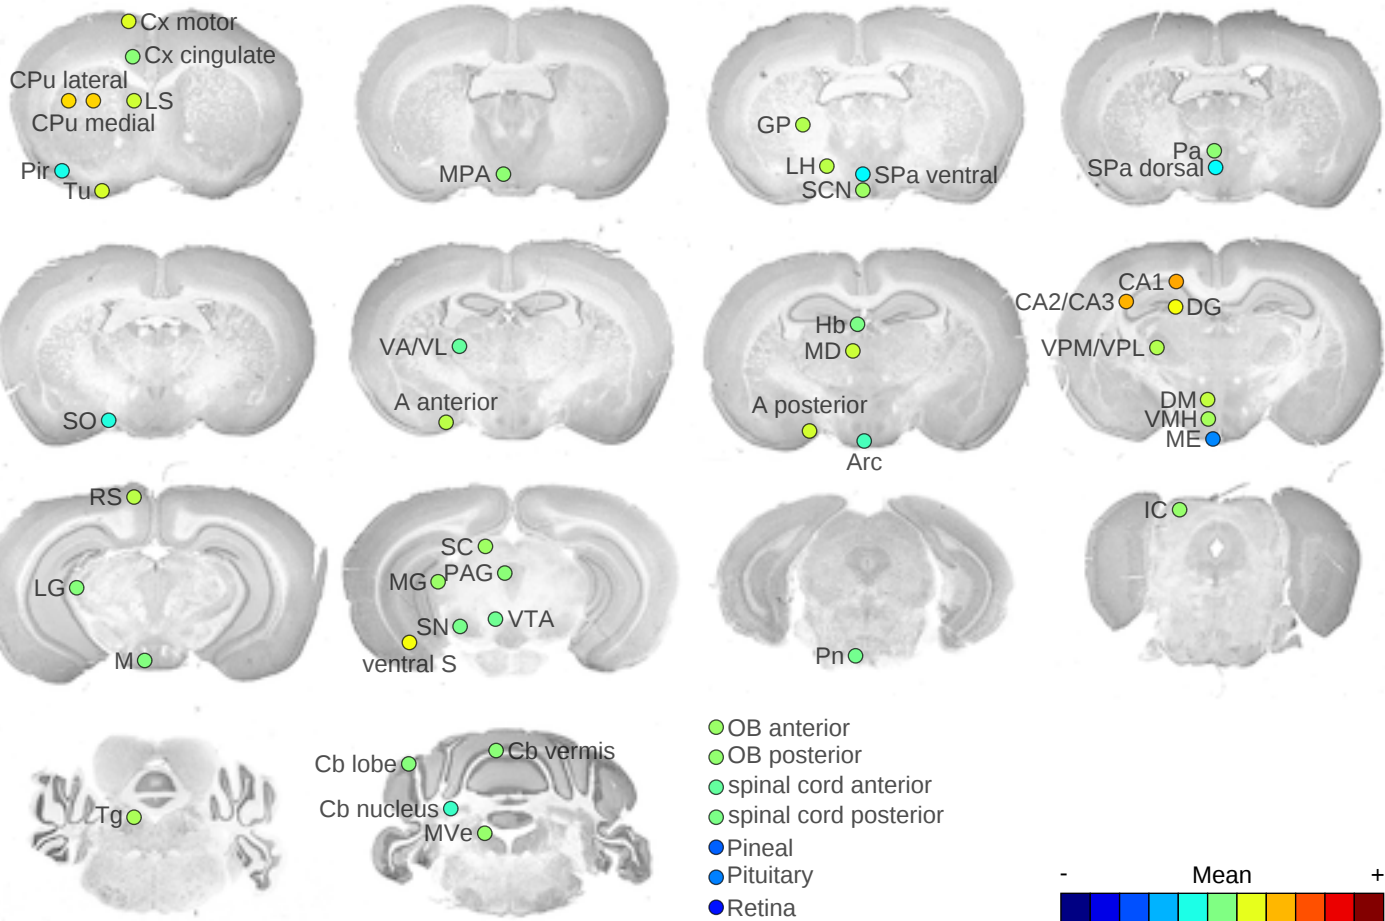 Cx motor
Cx cingulate
CPu lateral
LS
CPu medial
Pir
Tu
MPA
GP
LH
SPa ventral
SCN
Pa
SPa dorsal
SO
VA/VL
A anterior
Hb
MD
A posterior
Arc
CA1
CA2/CA3
DG
VPM/VPL
DM
VMH
ME
RS
LG
M
SC
MG
PAG
SN
VTA
ventral S
Pn
IC
Tg
Cb lobe
Cb vermis
Cb nucleus
MVe
OB anterior
OB posterior
spinal cord anterior
spinal cord posterior
Pineal
Pituitary
Retina
- Mean +